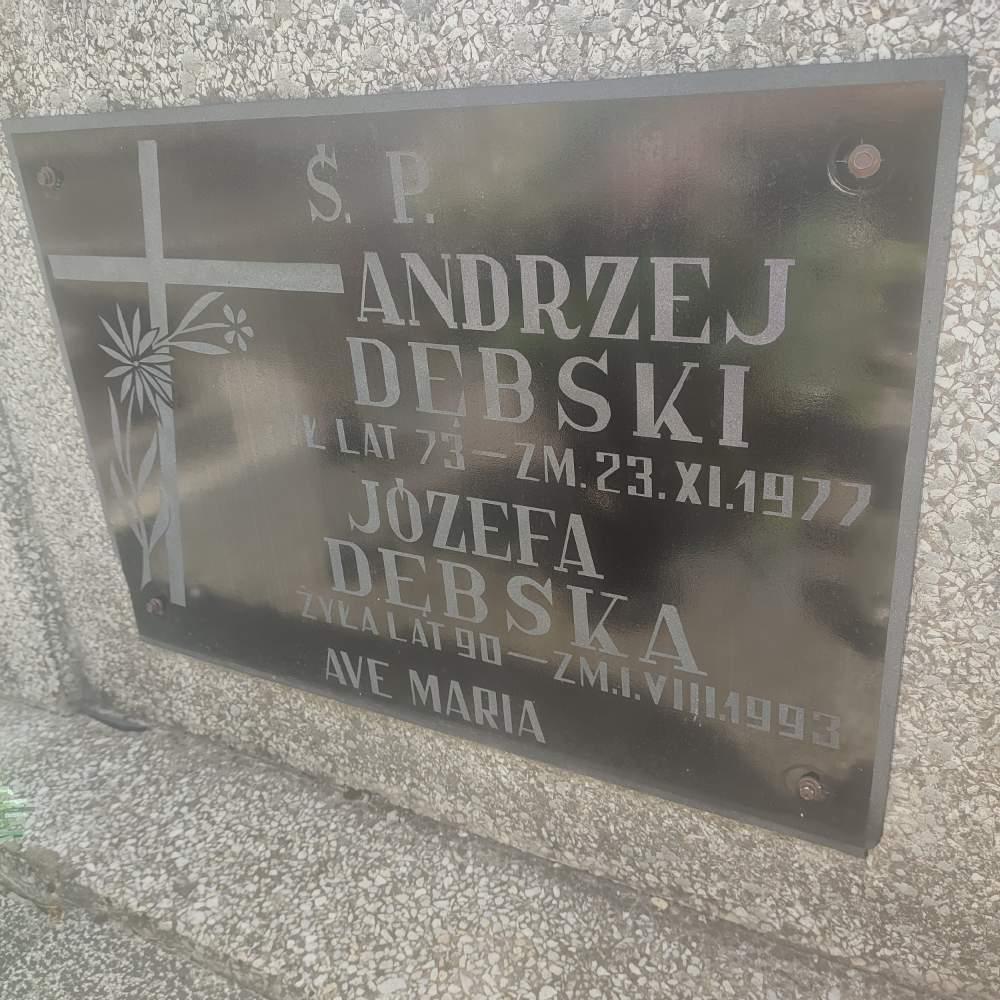 Ś. P.
ANDRZEJ
DĘBSKI
Ł LAT 73 — ZM. 23.XI.1977
JÓZEFA
DĘBSKA
ŻYŁA LAT 90 — ZM.1.VIII.1993
AVE MARIA